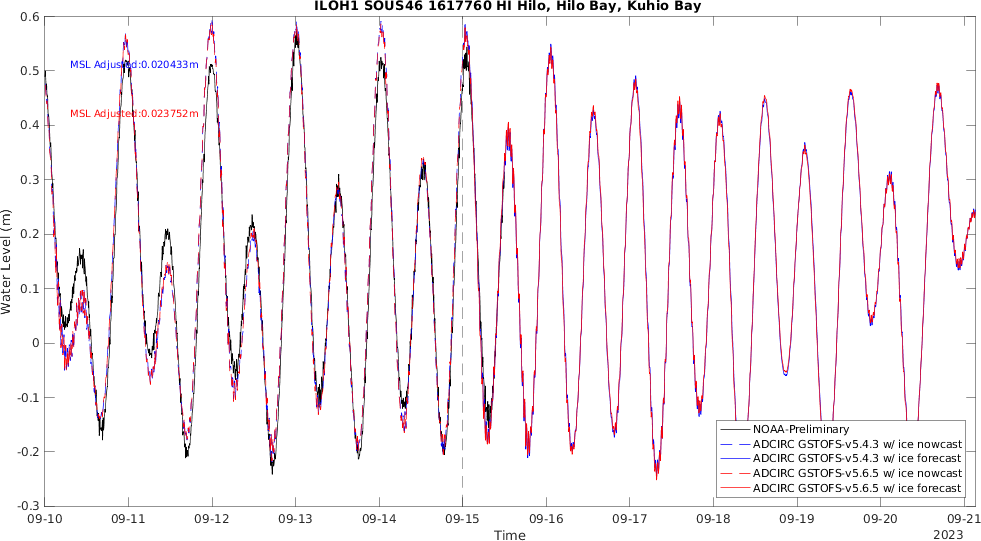 ILOH1 SOUS46 1617760 HI Hilo, Hilo Bay, Kuhio Bay
0.6
0.5
0.4
0.3
0.2
0.1
0
-0.1
-0.2
-0.3
Water Level (m)
MSL Adjusted:0.020433m
MSL Adjusted:0.023752m
NOAA-Preliminary
ADCIRC GSTOFS-v5.4.3 w/ ice nowcast
ADCIRC GSTOFS-v5.4.3 w/ ice forecast
ADCIRC GSTOFS-v5.6.5 w/ ice nowcast
ADCIRC GSTOFS-v5.6.5 w/ ice forecast
09-10 09-11 09-12 09-13 09-14 09-15 09-16 09-17 09-18 09-19 09-20 09-21
Time
2023